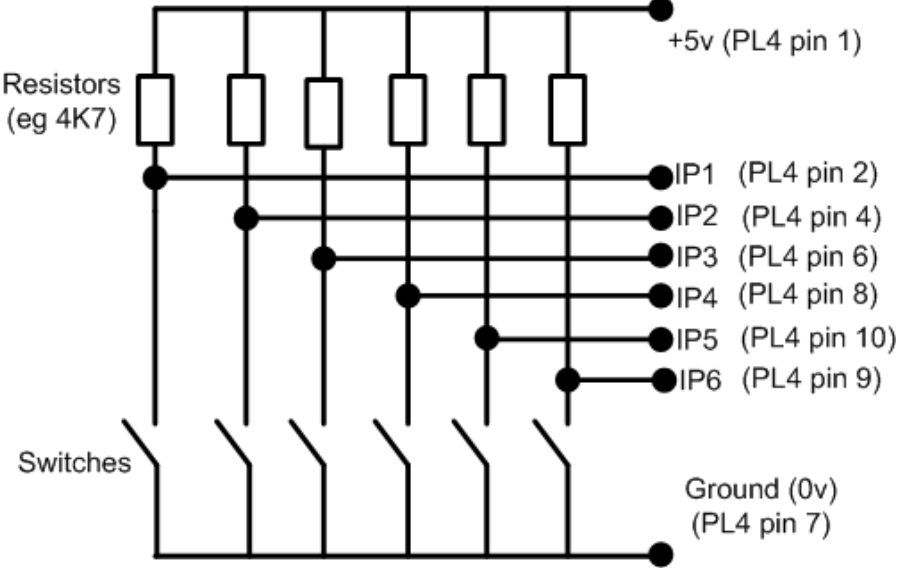 +5v (PL4 pin 1)
Resistors
(eg 4K7)
IP1 (PL4 pin 2)
IP2 (PL4 pin 4)
IP3 (PL4 pin 6)
IP4 (PL4 pin 8)
IP5 (PL4 pin 10)
IP6 (PL4 pin 9)
Switches
Ground (0v)
(PL4 pin 7)